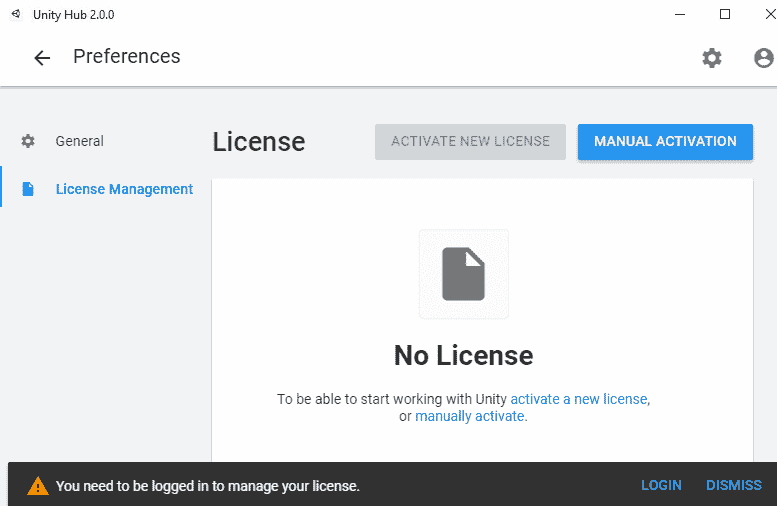 Unity Hub 2.0.0
Preferences
General
License Management
License
ACTIVATE NEW LICENSE
MANUAL ACTIVATION
No License
To be able to start working with Unity activate a new license,
or manually activate.
You need to be logged in to manage your license.
LOGIN
DISMISS